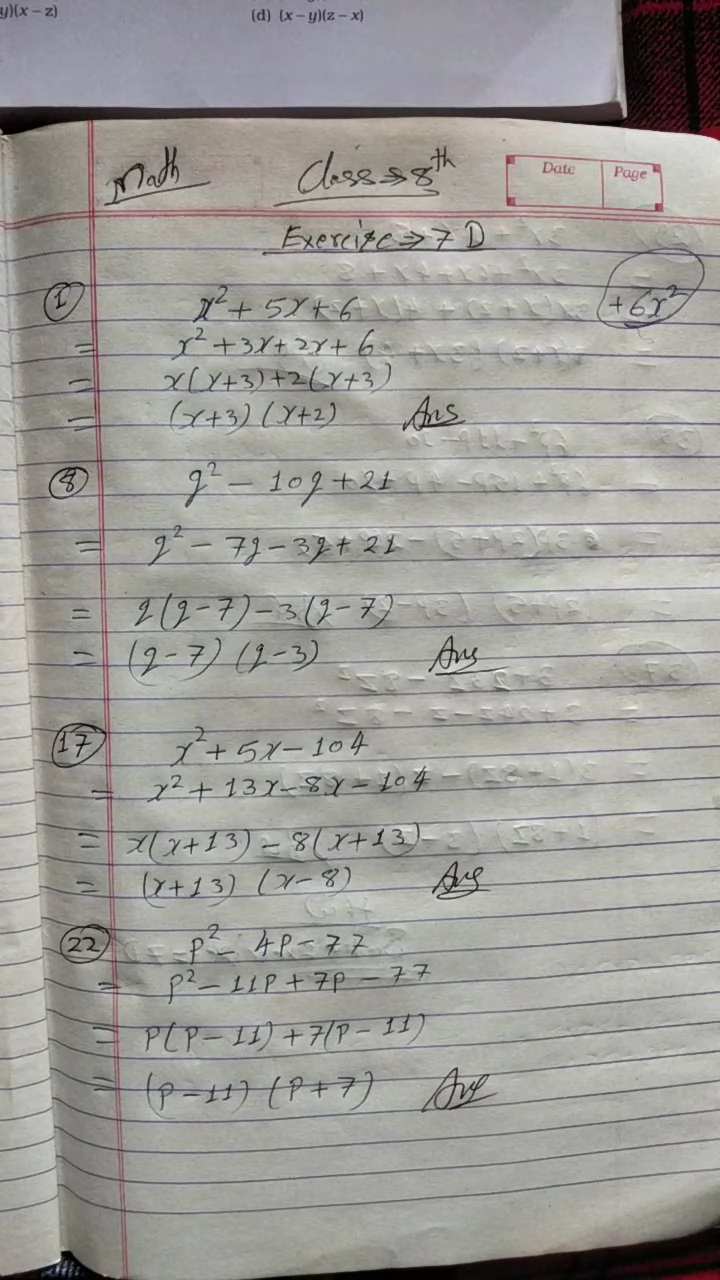 y)(x – z)
(d) (x – y)(z – x)
Math Class => 8th
Date Page
Exercise => 7 D
① x² + 5x + 6
+ 6x²
= x² + 3x + 2x + 6
= x(x+3) + 2(x+3)
= (x+3) (x+2) Ans
⑧ q² - 10q + 21
= q² - 7q - 3q + 21
= q(q-7) - 3(q-7)
= (q-7) (q-3) Ans
⑰ x² + 5x - 104
= x² + 13x - 8x - 104
= x(x+13) - 8(x+13)
= (x+13) (x-8) Ans
㉒ p² - 4p - 77
= p² - 11p + 7p - 77
= p(p - 11) + 7(p - 11)
= (p - 11) (p + 7) Ans